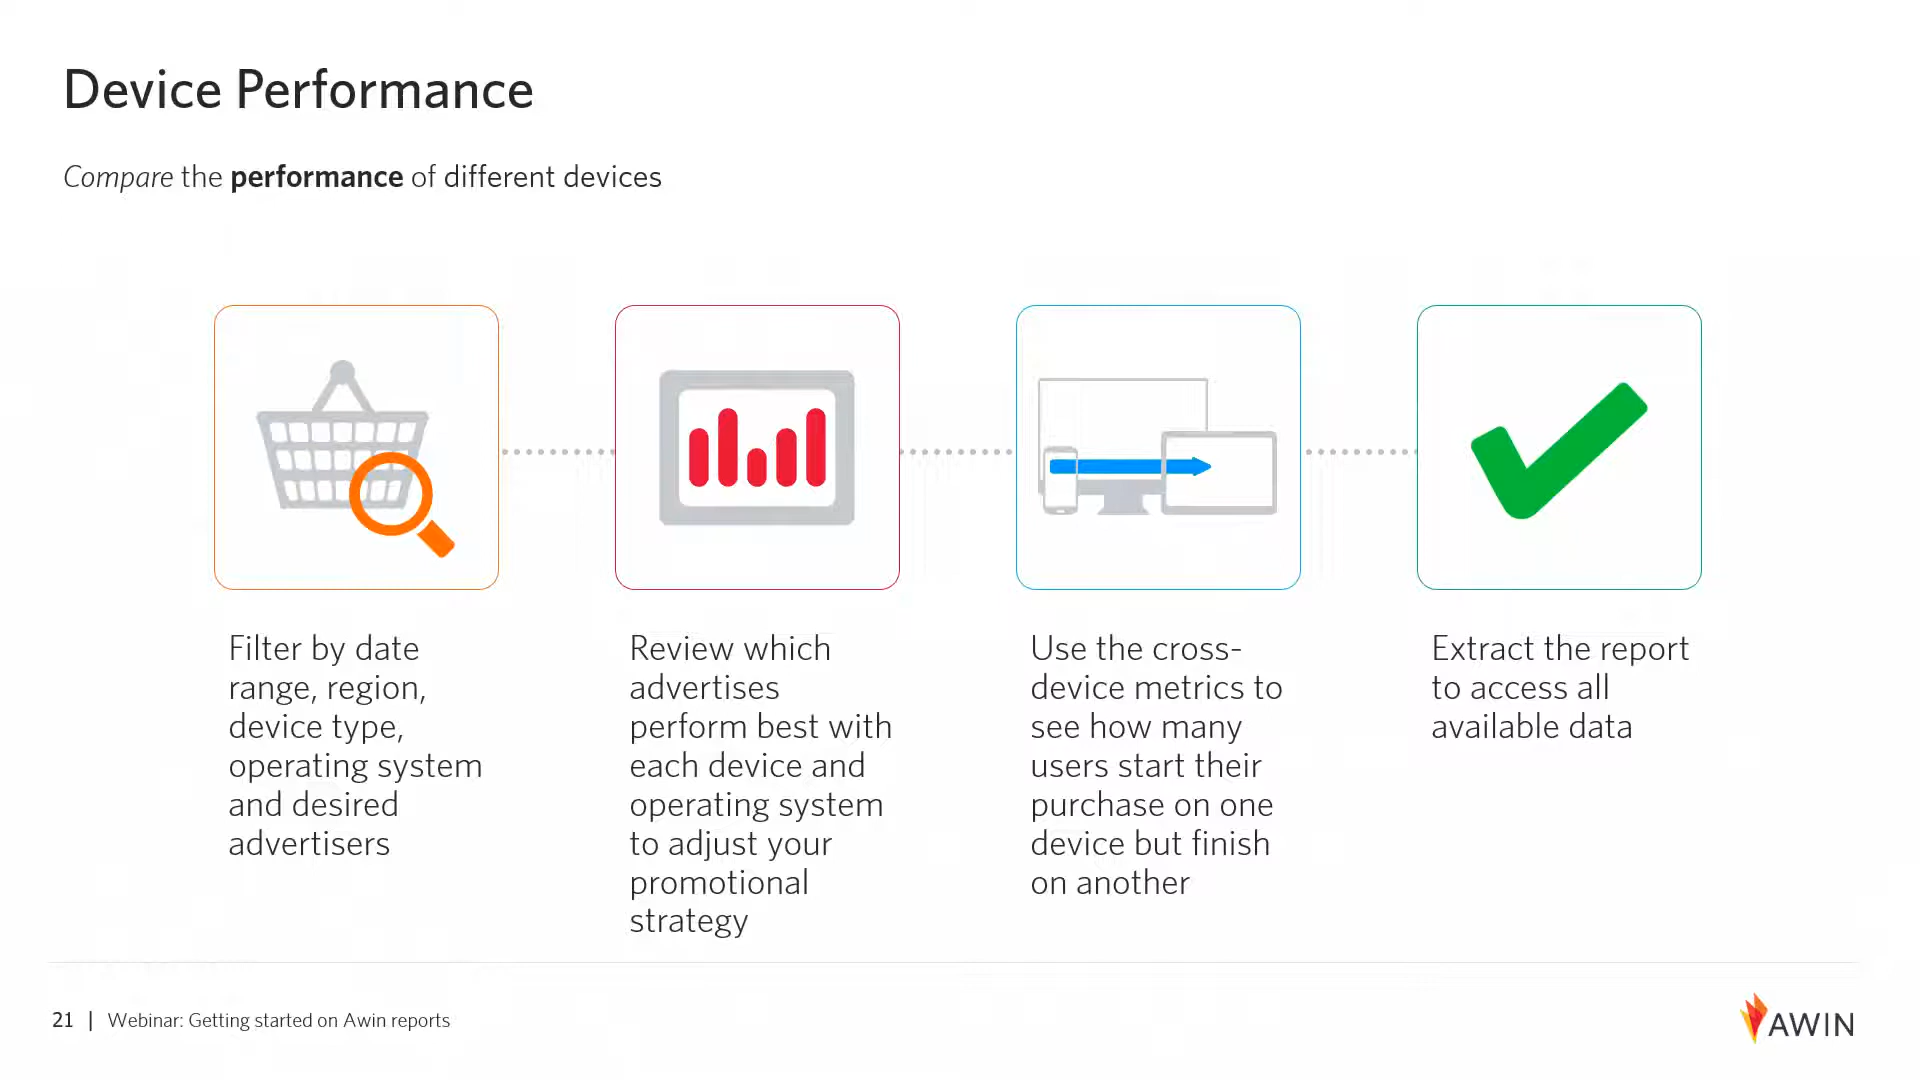 Device Performance
Compare the performance of different devices
Filter by date
range, region,
device type,
operating system
and desired
advertisers
Review which
advertises
perform best with
each device and
operating system
to adjust your
promotional
strategy
Use the cross-
device metrics to
see how many
users start their
purchase on one
device but finish
on another
Extract the report
to access all
available data
21 | Webinar: Getting started on Awin reports
AWIN